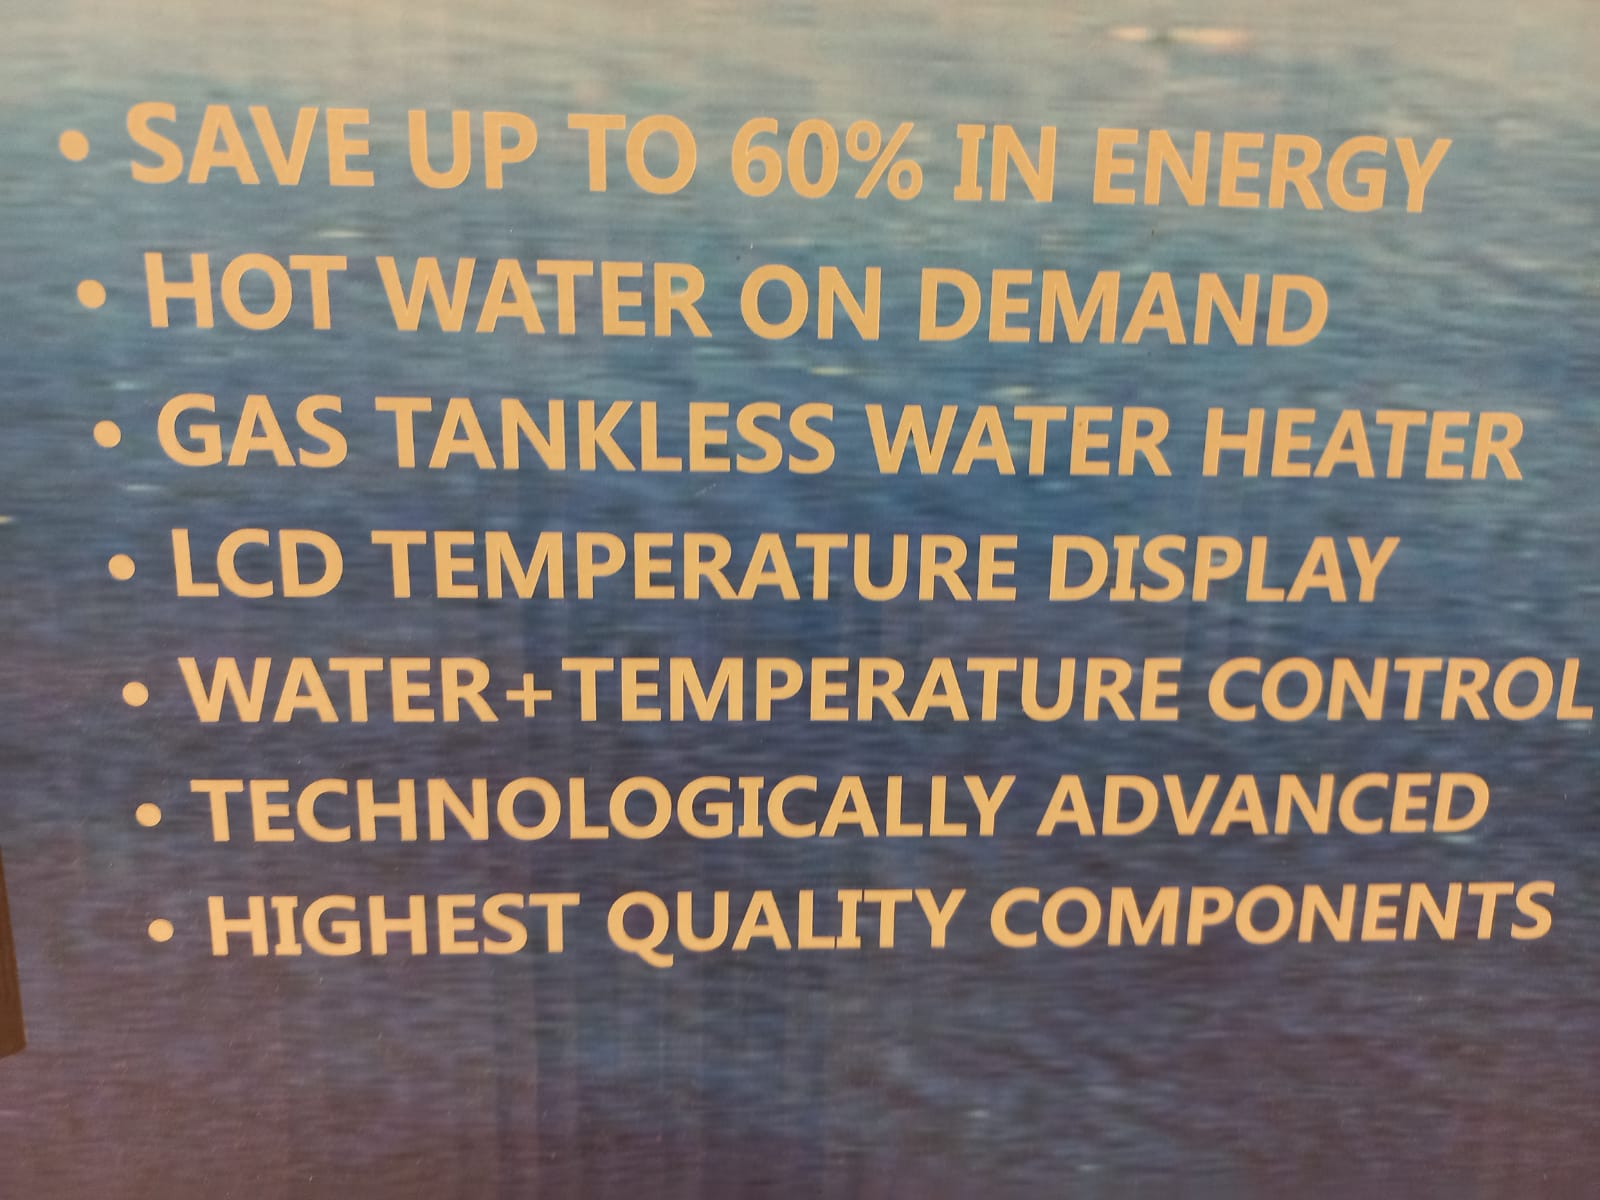 • SAVE UP TO 60% IN ENERGY
• HOT WATER ON DEMAND
• GAS TANKLESS WATER HEATER
• LCD TEMPERATURE DISPLAY
• WATER+TEMPERATURE CONTROL
• TECHNOLOGICALLY ADVANCED
• HIGHEST QUALITY COMPONENTS